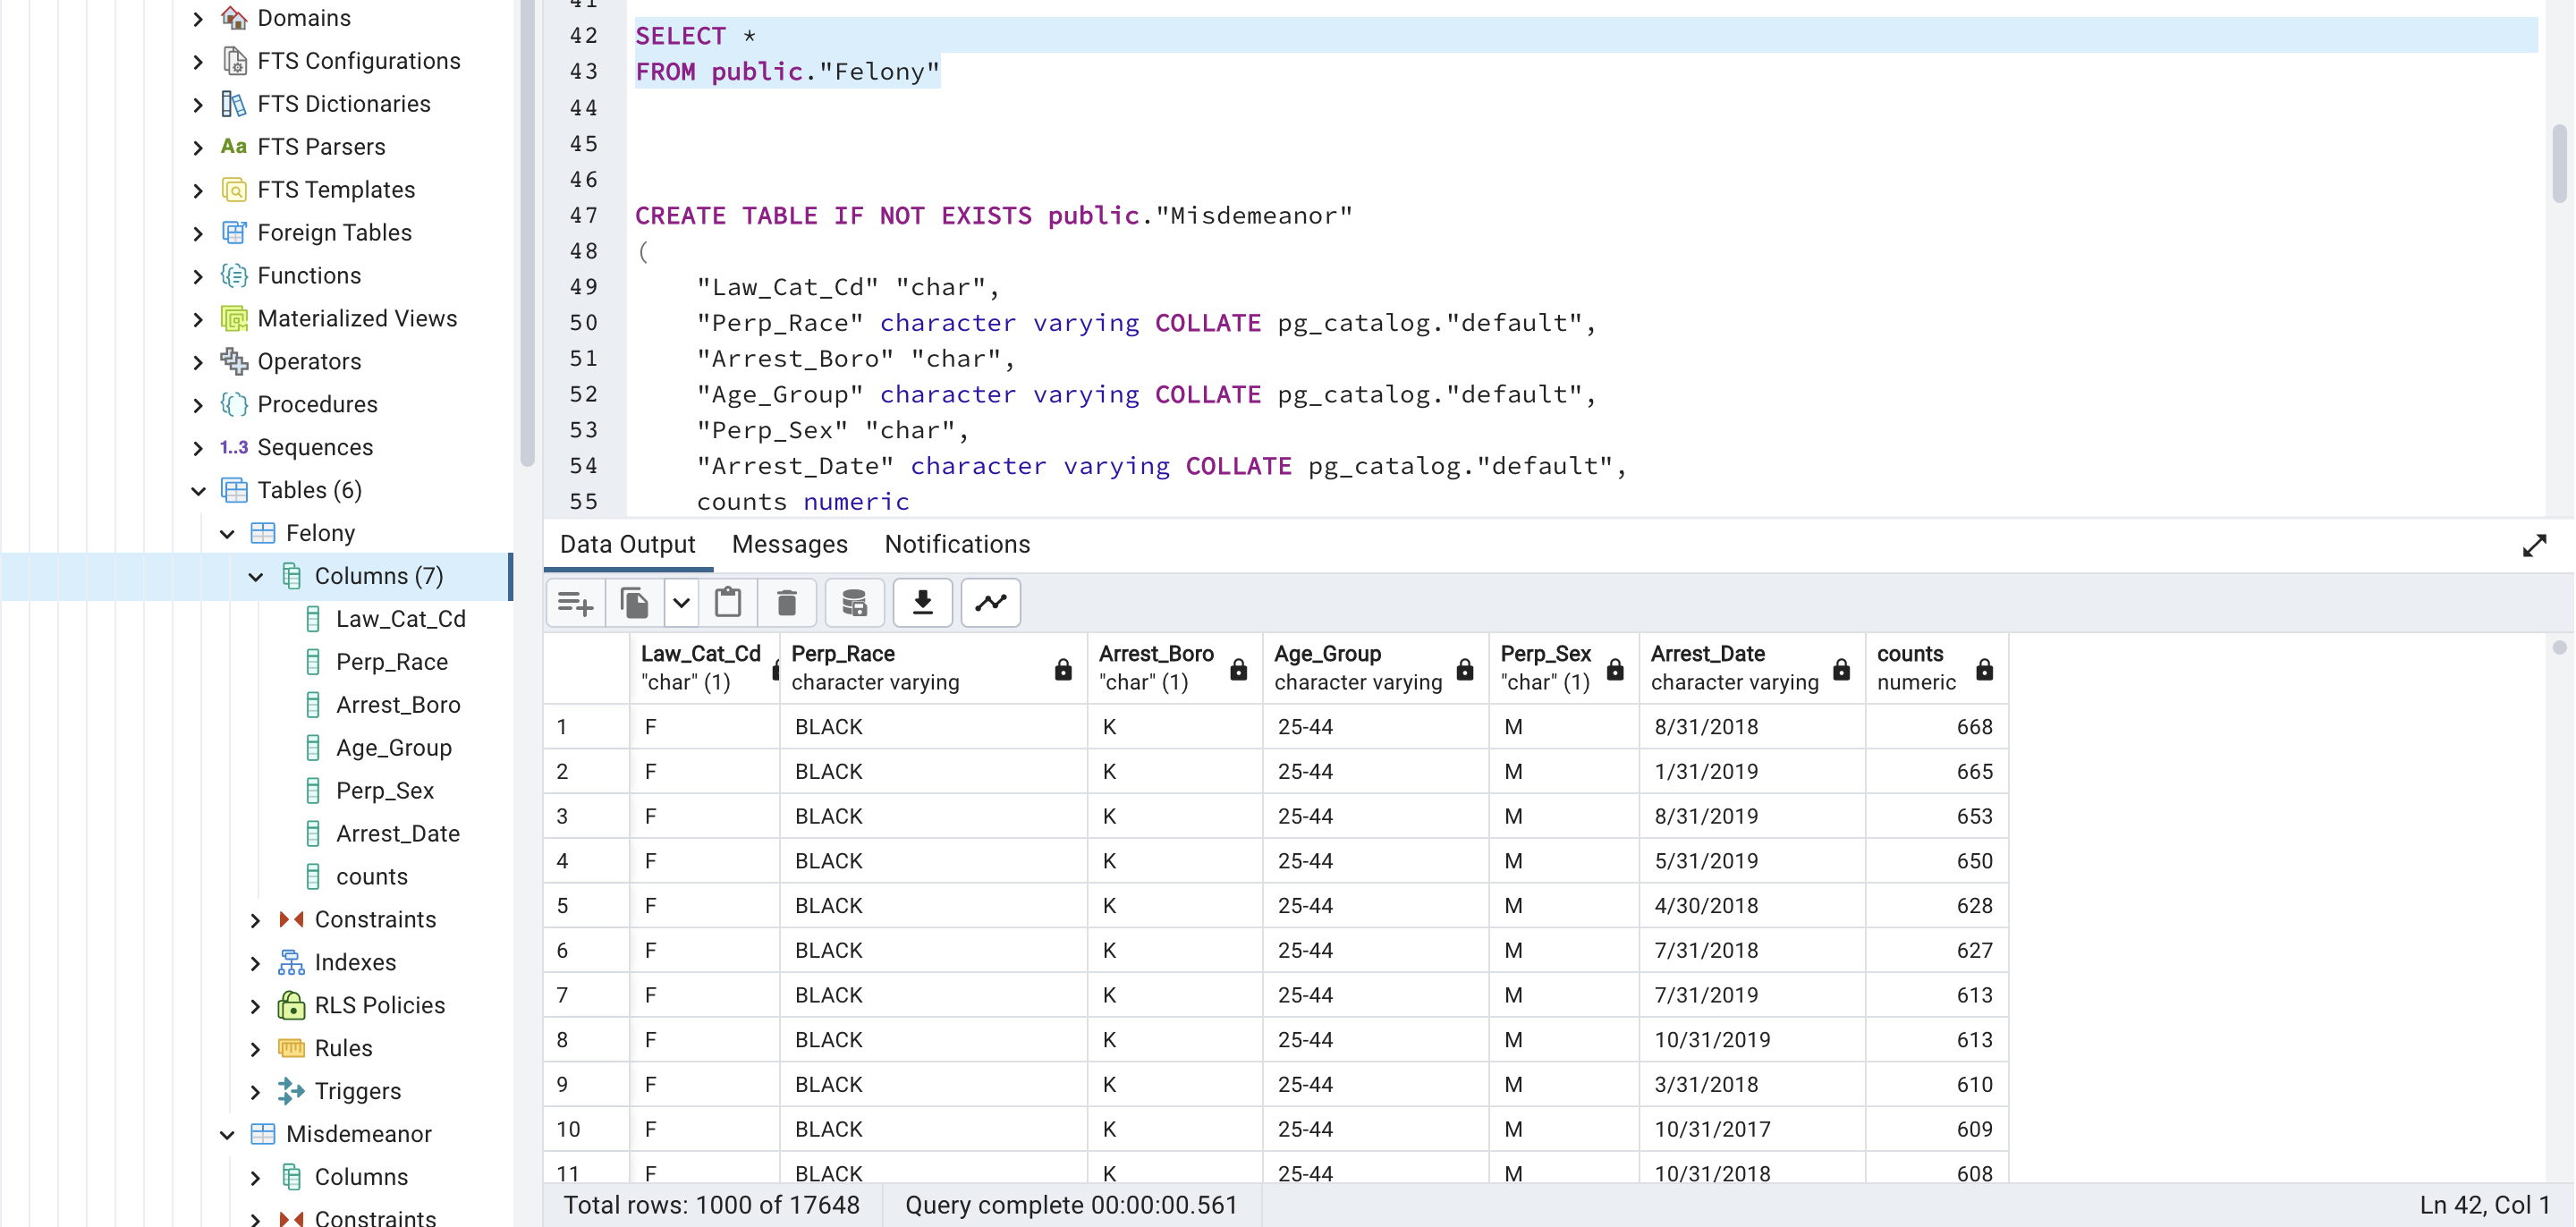 Domains
FTS Configurations
FTS Dictionaries
Aa FTS Parsers
FTS Templates
Foreign Tables
Functions
Materialized Views
Operators
Procedures
1..3 Sequences
Tables (6)
Felony
Columns (7)
Law_Cat_Cd
Perp_Race
Arrest_Boro
Age_Group
Perp_Sex
Arrest_Date
counts
Constraints
Indexes
RLS Policies
Rules
Triggers
Misdemeanor
Columns
Constraints
41
42 SELECT *
43 FROM public."Felony"
44
45
46
47 CREATE TABLE IF NOT EXISTS public."Misdemeanor"
48 (
49 "Law_Cat_Cd" "char",
50 "Perp_Race" character varying COLLATE pg_catalog."default",
51 "Arrest_Boro" "char",
52 "Age_Group" character varying COLLATE pg_catalog."default",
53 "Perp_Sex" "char",
54 "Arrest_Date" character varying COLLATE pg_catalog."default",
55 counts numeric
Data Output Messages Notifications
Law_Cat_Cd Perp_Race Arrest_Boro Age_Group Perp_Sex Arrest_Date counts
"char" (1) character varying "char" (1) character varying "char" (1) character varying numeric
1 F BLACK K 25-44 M 8/31/2018 668
2 F BLACK K 25-44 M 1/31/2019 665
3 F BLACK K 25-44 M 8/31/2019 653
4 F BLACK K 25-44 M 5/31/2019 650
5 F BLACK K 25-44 M 4/30/2018 628
6 F BLACK K 25-44 M 7/31/2018 627
7 F BLACK K 25-44 M 7/31/2019 613
8 F BLACK K 25-44 M 10/31/2019 613
9 F BLACK K 25-44 M 3/31/2018 610
10 F BLACK K 25-44 M 10/31/2017 609
11 F BLACK K 25-44 M 10/31/2018 608
Total rows: 1000 of 17648 Query complete 00:00:00.561 Ln 42, Col 1